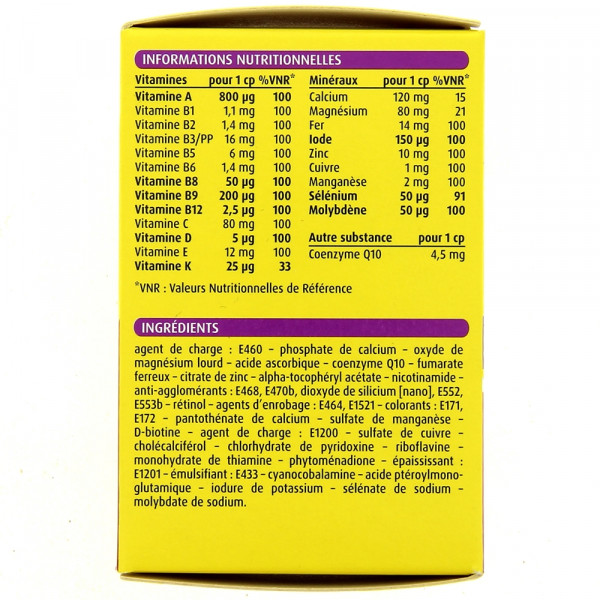 INFORMATIONS NUTRITIONNELLES
Vitamines pour 1 cp %VNR*
Vitamine A 800 µg 100
Vitamine B1 1,1 mg 100
Vitamine B2 1,4 mg 100
Vitamine B3/PP 16 mg 100
Vitamine B5 6 mg 100
Vitamine B6 1,4 mg 100
Vitamine B8 50 µg 100
Vitamine B9 200 µg 100
Vitamine B12 2,5 µg 100
Vitamine C 80 mg 100
Vitamine D 5 µg 100
Vitamine E 12 mg 100
Vitamine K 25 µg 33
Minéraux pour 1 cp %VNR*
Calcium 120 mg 15
Magnésium 80 mg 21
Fer 14 mg 100
Iode 150 µg 100
Zinc 10 mg 100
Cuivre 1 mg 100
Manganèse 2 mg 100
Sélénium 50 µg 91
Molybdène 50 µg 100
Autre substance pour 1 cp
Coenzyme Q10 4,5 mg
*VNR : Valeurs Nutritionnelles de Référence
INGRÉDIENTS
agent de charge : E460 – phosphate de calcium – oxyde de
magnésium lourd – acide ascorbique – coenzyme Q10 – fumarate
ferreux – citrate de zinc – alpha-tocophéryl acétate – nicotinamide –
anti-agglomérants : E468, E470b, dioxyde de silicium [nano], E552,
E553b – rétinol – agents d'enrobage : E464, E1521 – colorants : E171,
E172 – pantothénate de calcium – sulfate de manganèse –
D-biotine – agent de charge : E1200 – sulfate de cuivre –
cholécalciférol – chlorhydrate de pyridoxine – riboflavine –
monohydrate de thiamine – phytoménadione – épaississant :
E1201 – émulsifiant : E433 – cyanocobalamine – acide ptéroylmono-
glutamique – iodure de potassium – sélénate de sodium –
molybdate de sodium.